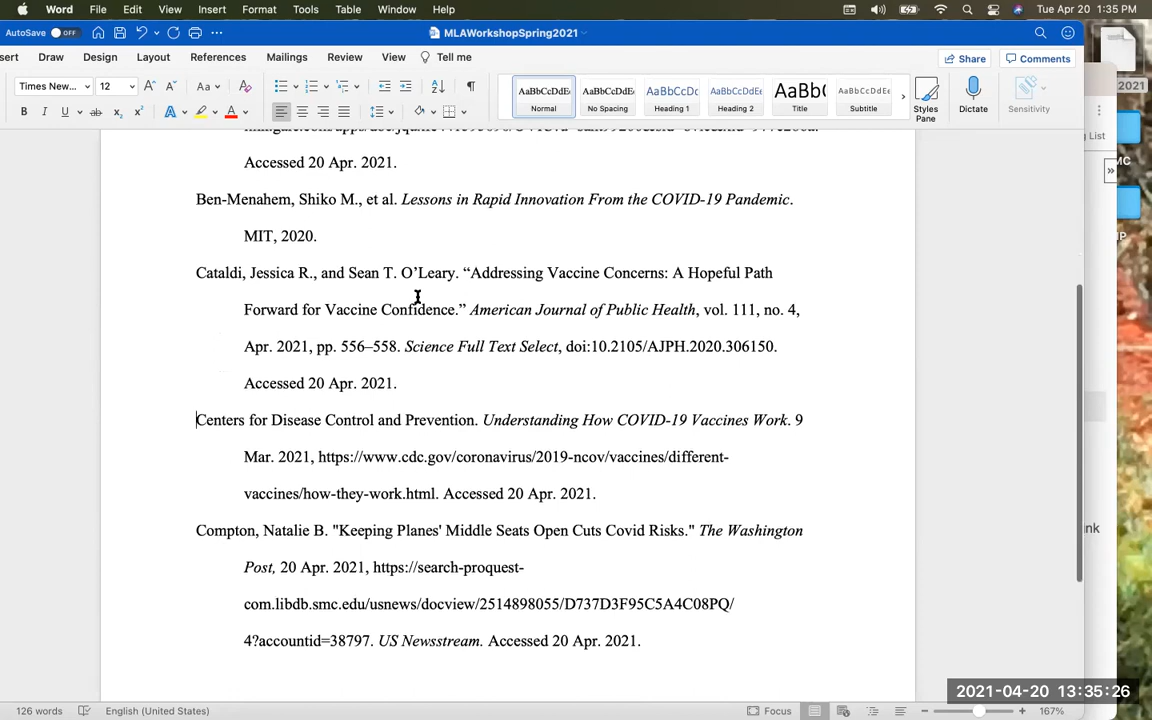 Word File Edit View Insert Format Tools Table Window Help Tue Apr 20 1:35 PM
AutoSave OFF MLAWorkshopSpring2021
sert Draw Design Layout References Mailings Review View Tell me Share Comments
Times New... 12 Aa AaBbCcDdEe AaBbCcDdEe AaBbCcDc AaBbCcDdEe AaBbC AaBbCcDdEe
Normal No Spacing Heading 1 Heading 2 Title Subtitle Styles Pane Dictate Sensitivity
2021
g List
Accessed 20 Apr. 2021.
MC
Ben-Menahem, Shiko M., et al. Lessons in Rapid Innovation From the COVID-19 Pandemic.
MIT, 2020.
Cataldi, Jessica R., and Sean T. O’Leary. “Addressing Vaccine Concerns: A Hopeful Path
Forward for Vaccine Confidence.” American Journal of Public Health, vol. 111, no. 4,
Apr. 2021, pp. 556–558. Science Full Text Select, doi:10.2105/AJPH.2020.306150.
Accessed 20 Apr. 2021.
Centers for Disease Control and Prevention. Understanding How COVID-19 Vaccines Work. 9
Mar. 2021, https://www.cdc.gov/coronavirus/2019-ncov/vaccines/different-
vaccines/how-they-work.html. Accessed 20 Apr. 2021.
Compton, Natalie B. "Keeping Planes' Middle Seats Open Cuts Covid Risks." The Washington
Post, 20 Apr. 2021, https://search-proquest-
com.libdb.smc.edu/usnews/docview/2514898055/D737D3F95C5A4C08PQ/
4?accountid=38797. US Newsstream. Accessed 20 Apr. 2021.
ink
2021-04-20 13:35:26
126 words English (United States) Focus 167%